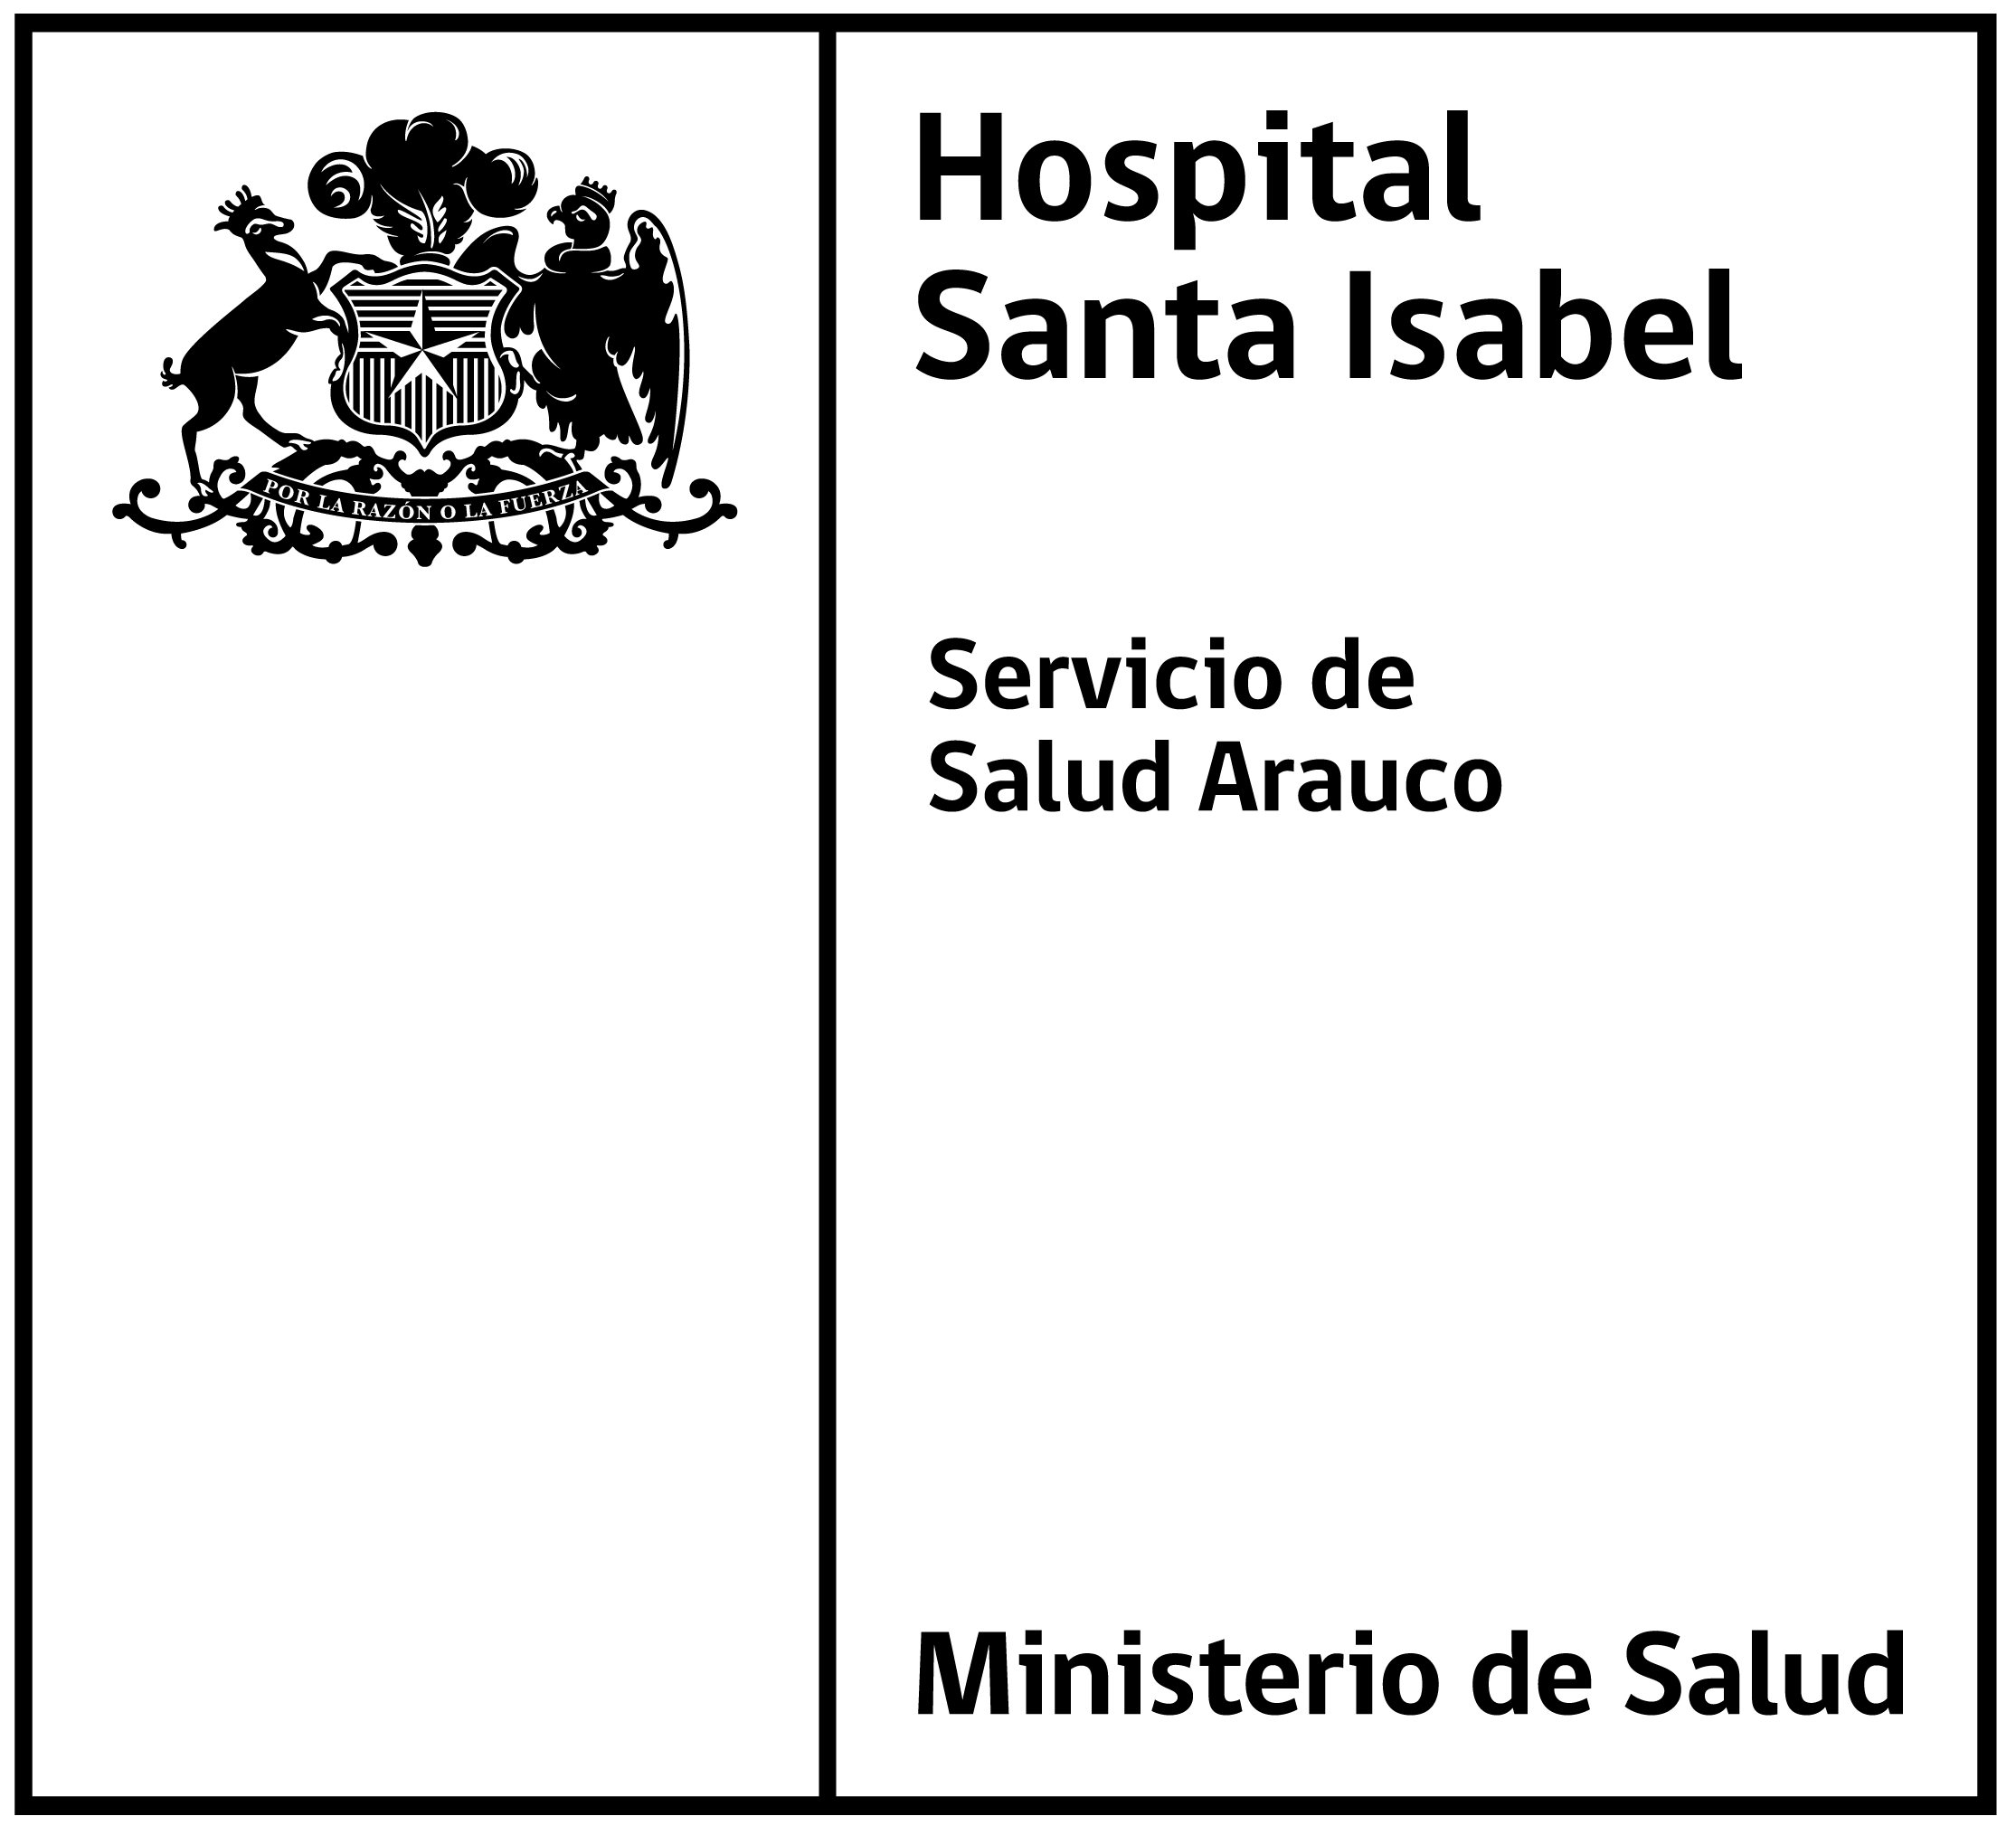 POR LA RAZÓN O LA FUERZA
Hospital
Santa Isabel
Servicio de
Salud Arauco
Ministerio de Salud